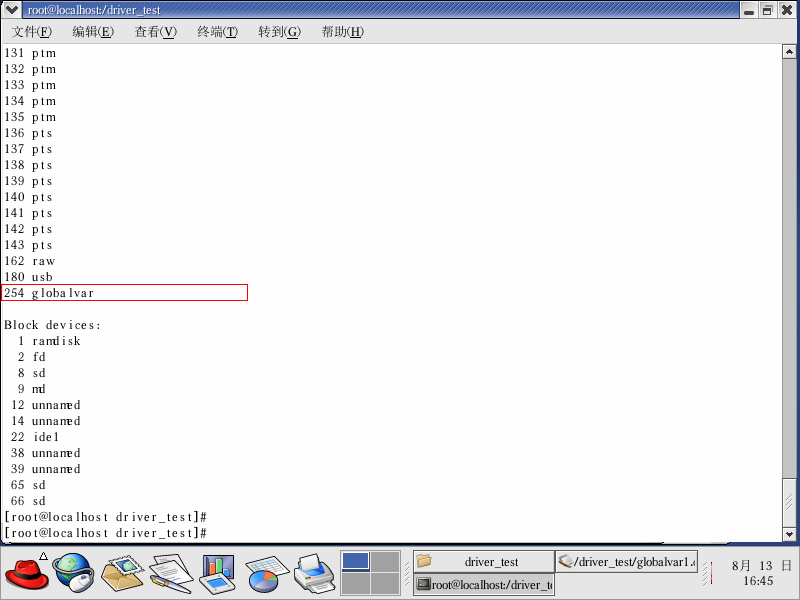 root@localhost:/driver_test
文件(F) 编辑(E) 查看(V) 终端(T) 转到(G) 帮助(H)
131 ptm
132 ptm
133 ptm
134 ptm
135 ptm
136 pts
137 pts
138 pts
139 pts
140 pts
141 pts
142 pts
143 pts
162 raw
180 usb
254 globalvar
Block devices:
1 ramdisk
2 fd
8 sd
9 md
12 unnamed
14 unnamed
22 ide1
38 unnamed
39 unnamed
65 sd
66 sd
[root@localhost driver_test]#
[root@localhost driver_test]#
driver_test
/driver_test/globalvar1.c
root@localhost:/driver_te
8月 13 日
16:45